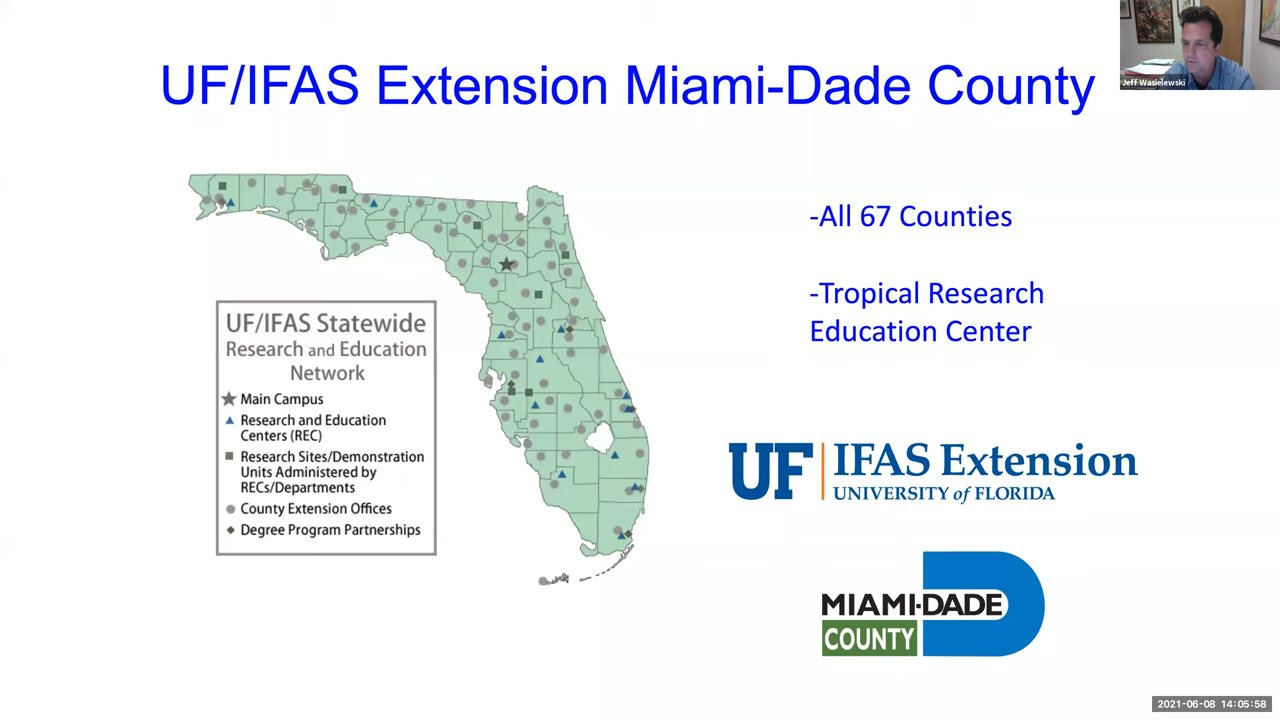 UF/IFAS Extension Miami-Dade County
Jeff Wasielewski
-All 67 Counties
-Tropical Research
Education Center
UF/IFAS Statewide
Research and Education
Network
Main Campus
Research and Education
Centers (REC)
Research Sites/Demonstration
Units Administered by
RECs/Departments
County Extension Offices
Degree Program Partnerships
UF IFAS Extension
UNIVERSITY of FLORIDA
MIAMI-DADE
COUNTY
2021-06-08 14:05:58